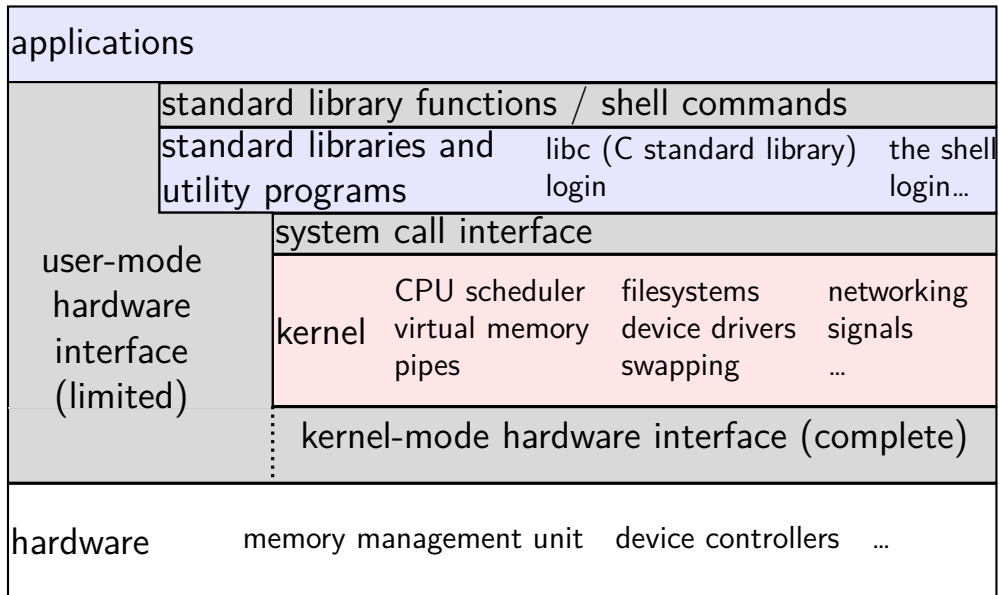 applications
standard library functions / shell commands
standard libraries and
utility programs
libc (C standard library)
login
the shell
login…
system call interface
user-mode
hardware
interface
(limited)
kernel
CPU scheduler
virtual memory
pipes
filesystems
device drivers
swapping
networking
signals
…
kernel-mode hardware interface (complete)
hardware
memory management unit
device controllers
…